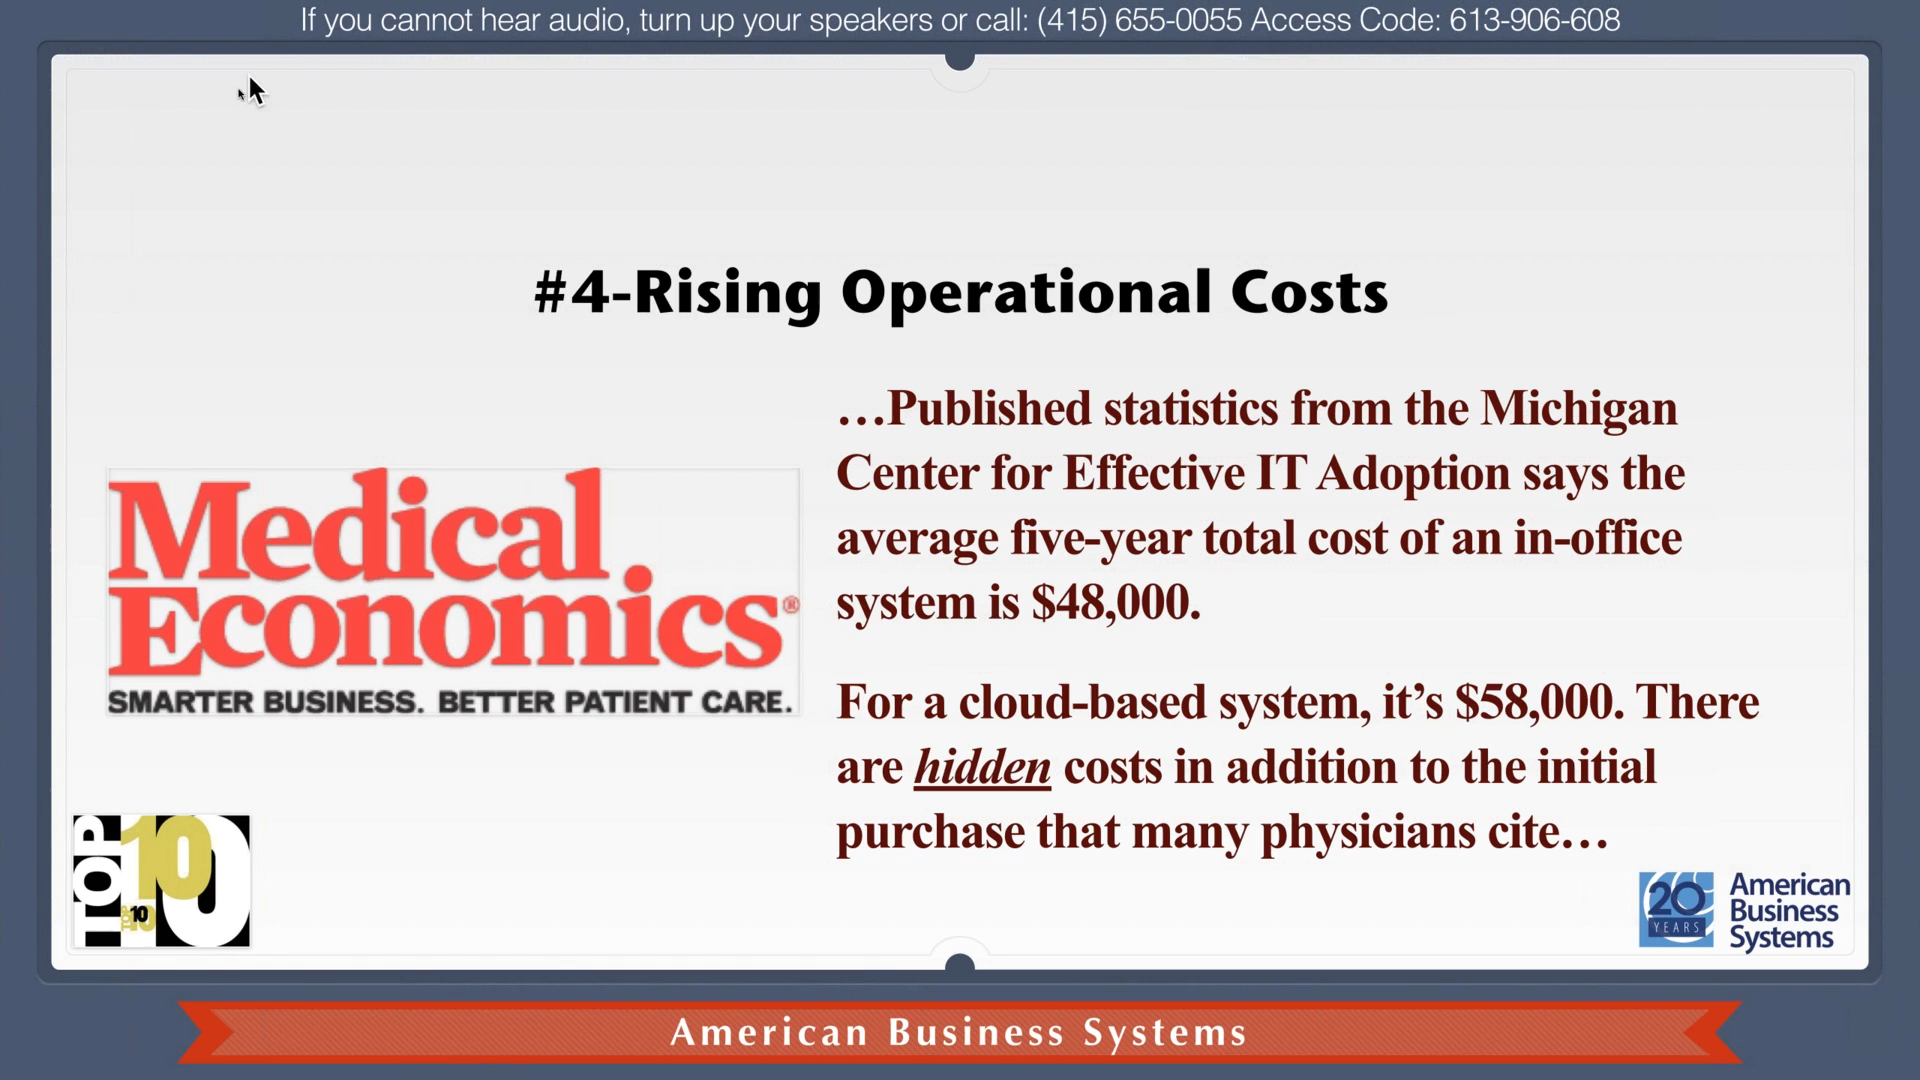 If you cannot hear audio, turn up your speakers or call: (415) 655-0055 Access Code: 613-906-608
#4-Rising Operational Costs
…Published statistics from the Michigan
Center for Effective IT Adoption says the
average five-year total cost of an in-office
system is $48,000.
For a cloud-based system, it’s $58,000. There
are hidden costs in addition to the initial
purchase that many physicians cite…
Medical
Economics®
SMARTER BUSINESS. BETTER PATIENT CARE.
TOP 10
10
20
YEARS
American
Business
Systems
American Business Systems